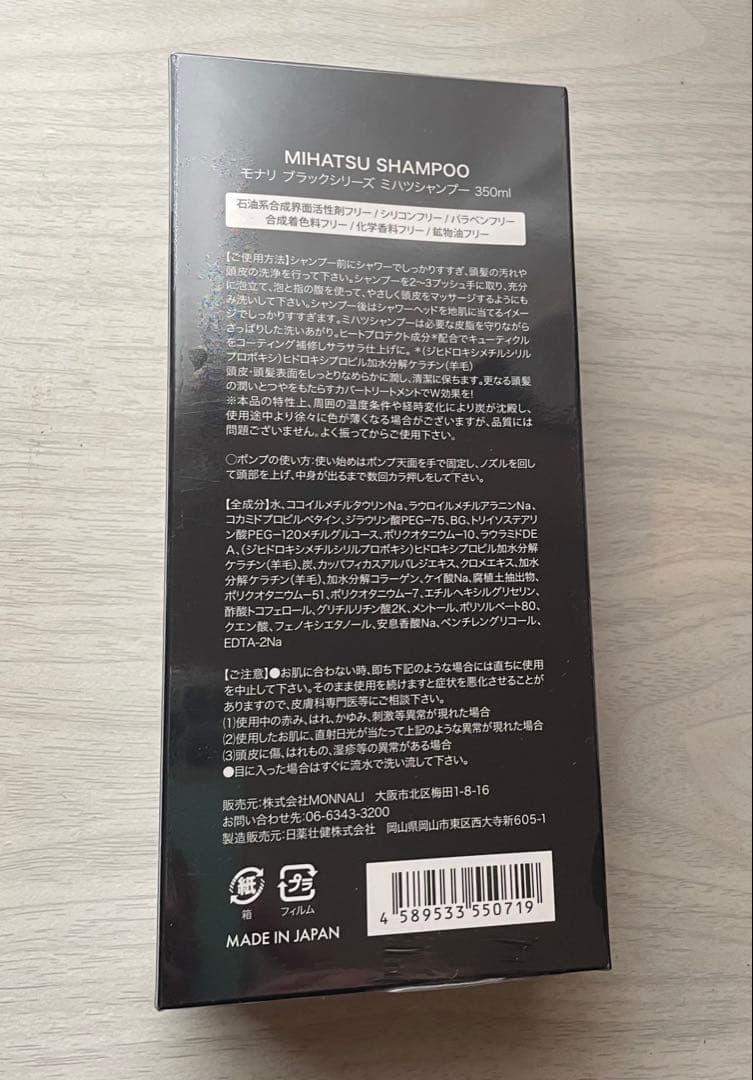 MIHATSU SHAMPOO
モナリ ブラックシリーズ ミハツシャンプー 350ml
石油系合成界面活性剤フリー / シリコンフリー / パラベンフリー
合成着色料フリー / 化学香料フリー / 鉱物油フリー
【ご使用方法】シャンプー前にシャワーでしっかりすすぎ、頭髪の汚れや
頭皮の洗浄を行って下さい。シャンプーを2〜3プッシュ手に取り、充分
に泡立て、泡と指の腹を使って、やさしく頭皮をマッサージするようにも
み洗いして下さい。シャンプー後はシャワーヘッドを地肌に当てるイメー
ジでしっかりすすぎます。ミハツシャンプーは必要な皮脂を守りながら
さっぱりした洗いあがり。ヒートプロテクト成分*配合でキューティクル
をコーティング補修しサラサラ仕上げに。*(ジヒドロキシメチルシリル
プロポキシ)ヒドロキシプロピル加水分解ケラチン(羊毛)
頭皮・頭髪表面をしっとりなめらかに潤し、清潔に保ちます。更なる頭髪
の潤いとつやをもたらすカバートリートメントでW効果を!
※本品の特性上、周囲の温度条件や経時変化により炭が沈殿し、
使用途中より徐々に色が薄くなる場合がございますが、品質には
問題ございません。よく振ってからご使用下さい。
○ポンプの使い方:使い始めはポンプ天面を手で固定し、ノズルを回し
て頭部を上げ、中身が出るまで数回カラ押しをして下さい。
【全成分】水、ココイルメチルタウリンNa、ラウロイルメチルアラニンNa、
コカミドプロピルベタイン、ジラウリン酸PEG-75、BG、トリイソステアリ
ン酸PEG-120メチルグルコース、ポリクオタニウム-10、ラウラミドDE
A、(ジヒドロキシメチルシリルプロポキシ)ヒドロキシプロピル加水分解
ケラチン(羊毛)、炭、カッパフィカスアルバレジエキス、クロメエキス、加水
分解ケラチン(羊毛)、加水分解コラーゲン、ケイ酸Na、腐植土抽出物、
ポリクオタニウム-51、ポリクオタニウム-7、エチルヘキシルグリセリン、
酢酸トコフェロール、グリチルリチン酸2K、メントール、ポリソルベート80、
クエン酸、フェノキシエタノール、安息香酸Na、ペンチレングリコール、
EDTA-2Na
【ご注意】●お肌に合わない時、即ち下記のような場合には直ちに使用
を中止して下さい。そのまま使用を続けますと症状を悪化させることが
ありますので、皮膚科専門医等にご相談下さい。
(1)使用中の赤み、はれ、かゆみ、刺激等異常が現れた場合
(2)使用したお肌に、直射日光が当たって上記のような異常が現れた場合
(3)頭皮に傷、はれもの、湿疹等の異常がある場合
●目に入った場合はすぐに流水で洗い流して下さい。
販売元:株式会社MONNALI 大阪市北区梅田1-8-16
お問い合わせ先:06-6343-3200
製造販売元:日薬壮健株式会社 岡山県岡山市東区西大寺新605-1
紙
箱
プラ
フィルム
4 589533 550719
MADE IN JAPAN